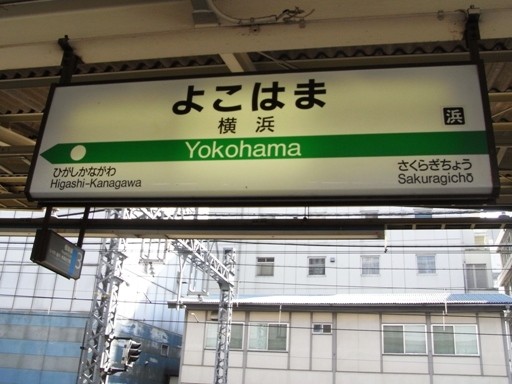 よこはま
横浜
浜
Yokohama
ひがしかながわ
Higashi-Kanagawa
さくらぎちょう
Sakuragichō